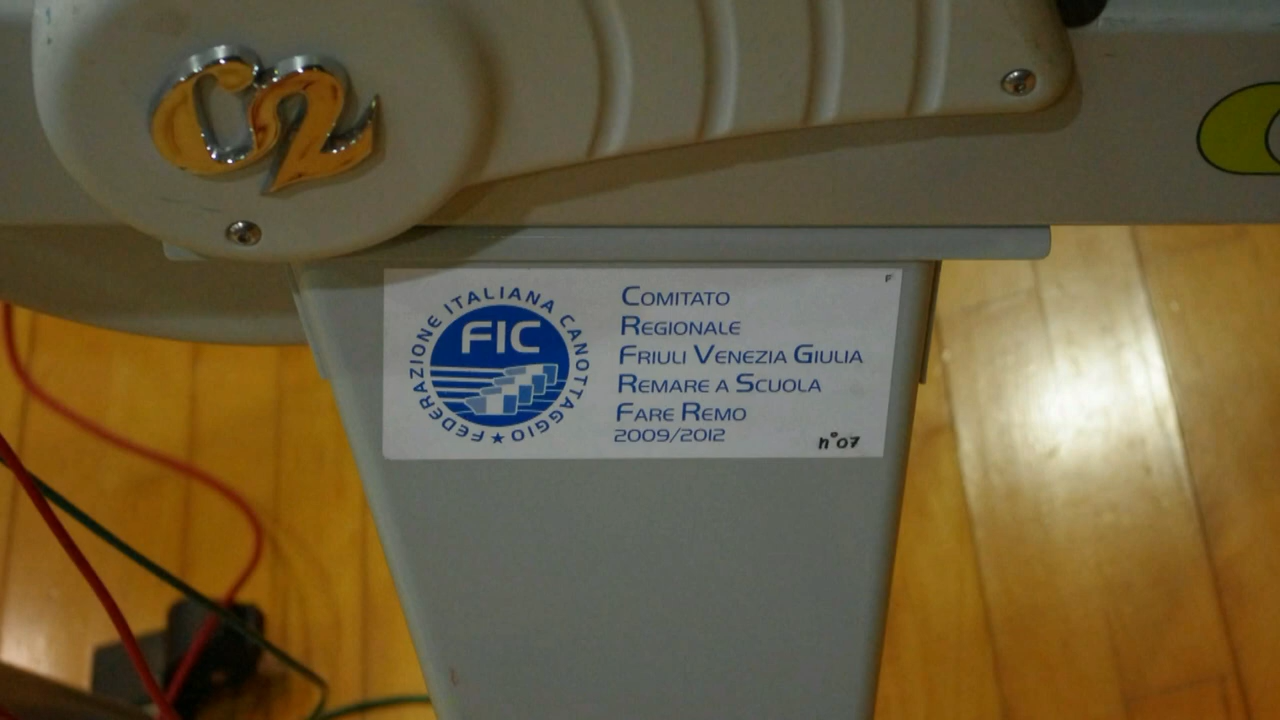 C2
FEDERAZIONE ITALIANA CANOTTAGGIO
FIC
COMITATO
REGIONALE
FRIULI VENEZIA GIULIA
REMARE A SCUOLA
FARE REMO
2009/2012
n°07
F